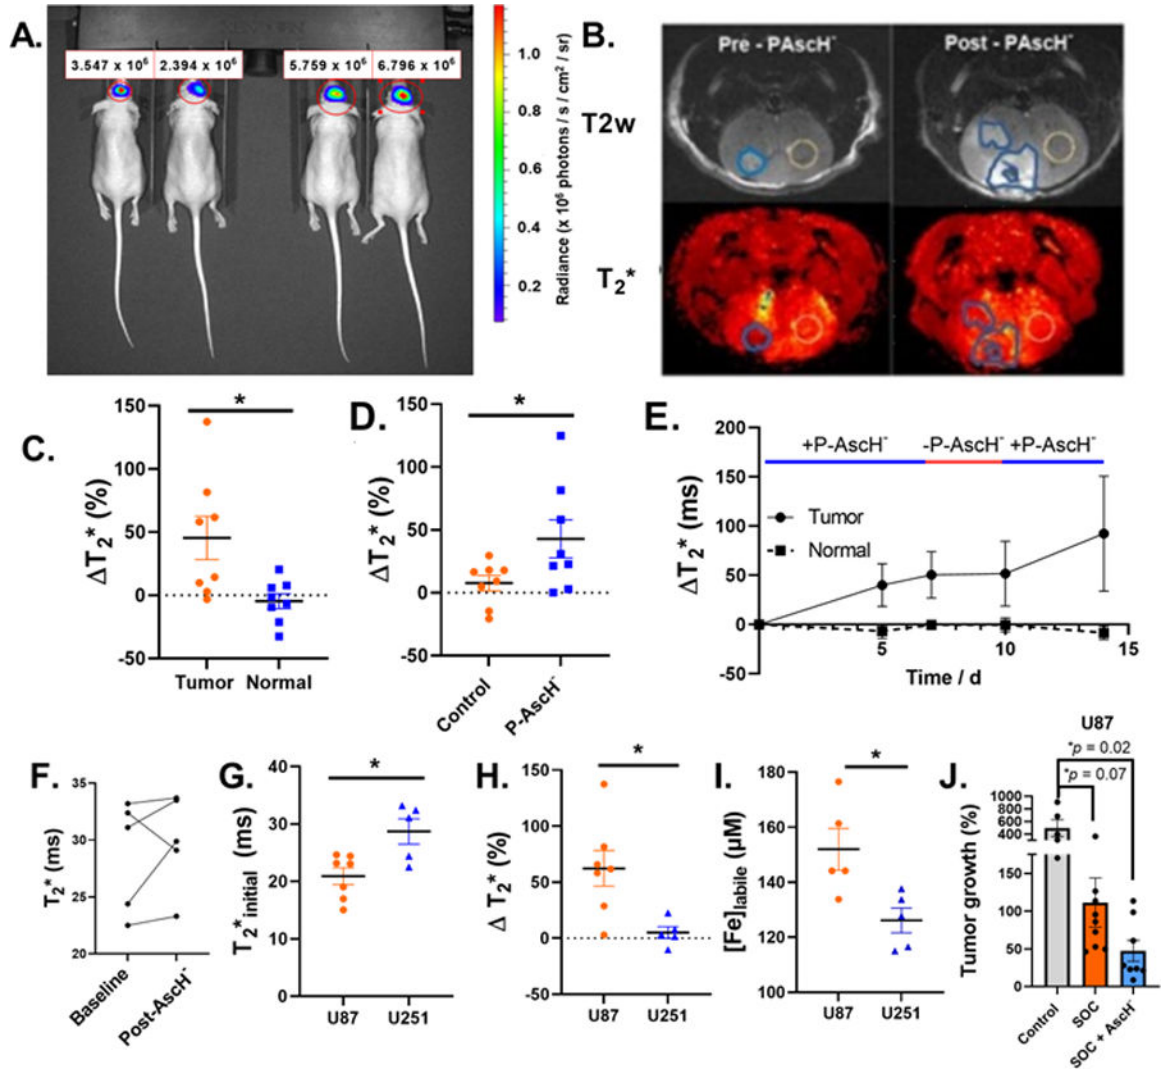 A.
3.547 x 10⁶ 2.394 x 10⁶ 5.759 x 10⁶ 6.796 x 10⁶
1.0
0.8
0.6
0.4
0.2
Radiance (x 10⁶ photons / s / cm² / sr)
B.
Pre - PAscH⁻ Post - PAscH⁻
T2w
T₂*
C.
150
100
50
0
-50
ΔT₂* (%)
*
Tumor Normal
D.
150
100
50
0
-50
ΔT₂* (%)
*
Control P-AscH⁻
E.
200
150
100
50
0
-50
ΔT₂* (ms)
+P-AscH⁻ -P-AscH⁻ +P-AscH⁻
Tumor
Normal
5 10 15
Time / d
F.
35
30
25
20
T₂* (ms)
Baseline Post-AscH⁻
G.
40
30
20
10
0
T₂* initial (ms)
*
U87 U251
H.
150
100
50
0
-50
Δ T₂* (%)
*
U87 U251
I.
180
160
140
120
100
[Fe]labile (µM)
*
U87 U251
J.
U87
*p = 0.02
*p = 0.07
1000
800
600
400
150
100
50
0
Tumor growth (%)
Control SOC SOC + AscH⁻